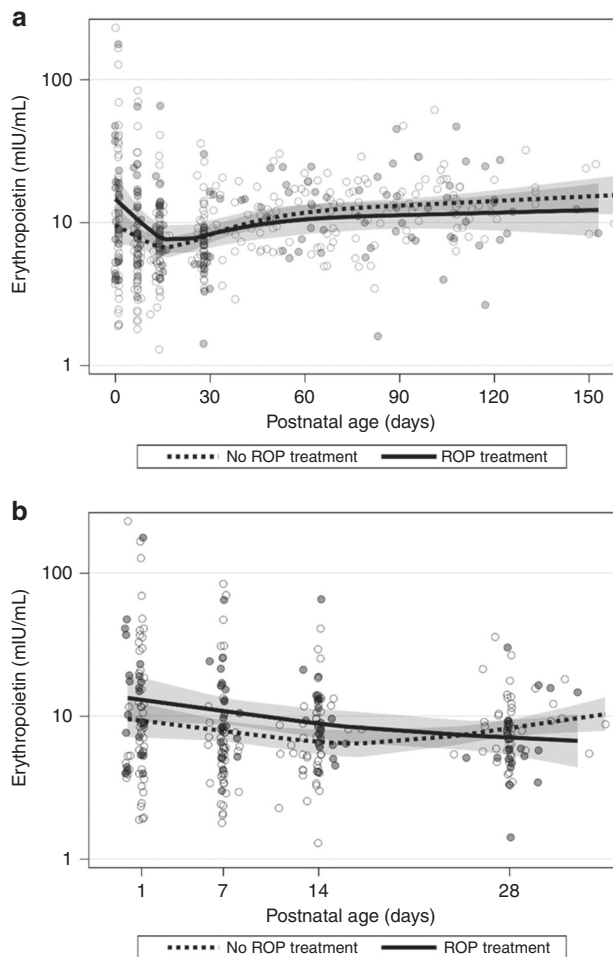 a
Erythropoietin (mIU/mL)
100
10
1
0 30 60 90 120 150
Postnatal age (days)
No ROP treatment ROP treatment
b
Erythropoietin (mIU/mL)
100
10
1
1 7 14 28
Postnatal age (days)
No ROP treatment ROP treatment